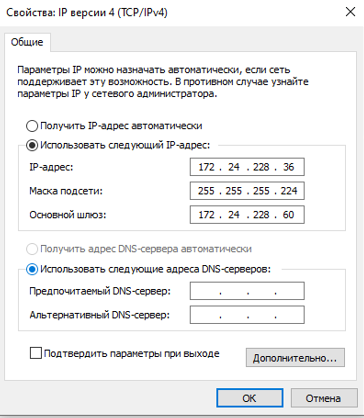 Свойства: IP версии 4 (TCP/IPv4)
Общие
Параметры IP можно назначать автоматически, если сеть
поддерживает эту возможность. В противном случае узнайте
параметры IP у сетевого администратора.
Получить IP-адрес автоматически
Использовать следующий IP-адрес:
IP-адрес: 172 . 24 . 228 . 36
Маска подсети: 255 . 255 . 255 . 224
Основной шлюз: 172 . 24 . 228 . 60
Получить адрес DNS-сервера автоматически
Использовать следующие адреса DNS-серверов:
Предпочитаемый DNS-сервер: . . .
Альтернативный DNS-сервер: . . .
Подтвердить параметры при выходе
Дополнительно...
OK Отмена